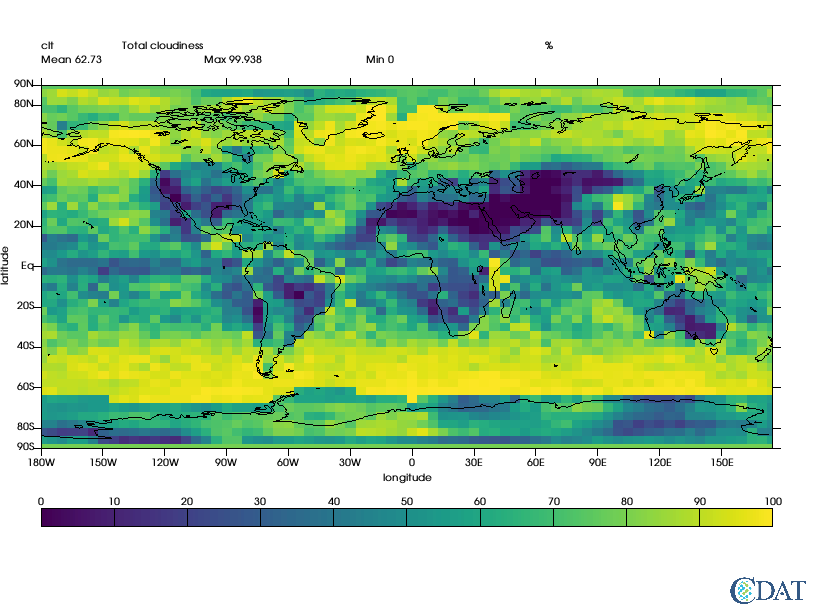 clt Total cloudiness %
Mean 62.73 Max 99.938 Min 0
90N
80N
60N
40N
20N
Eq
20S
40S
60S
80S
90S
latitude
180W 150W 120W 90W 60W 30W 0 30E 60E 90E 120E 150E
longitude
0 10 20 30 40 50 60 70 80 90 100
CDAT